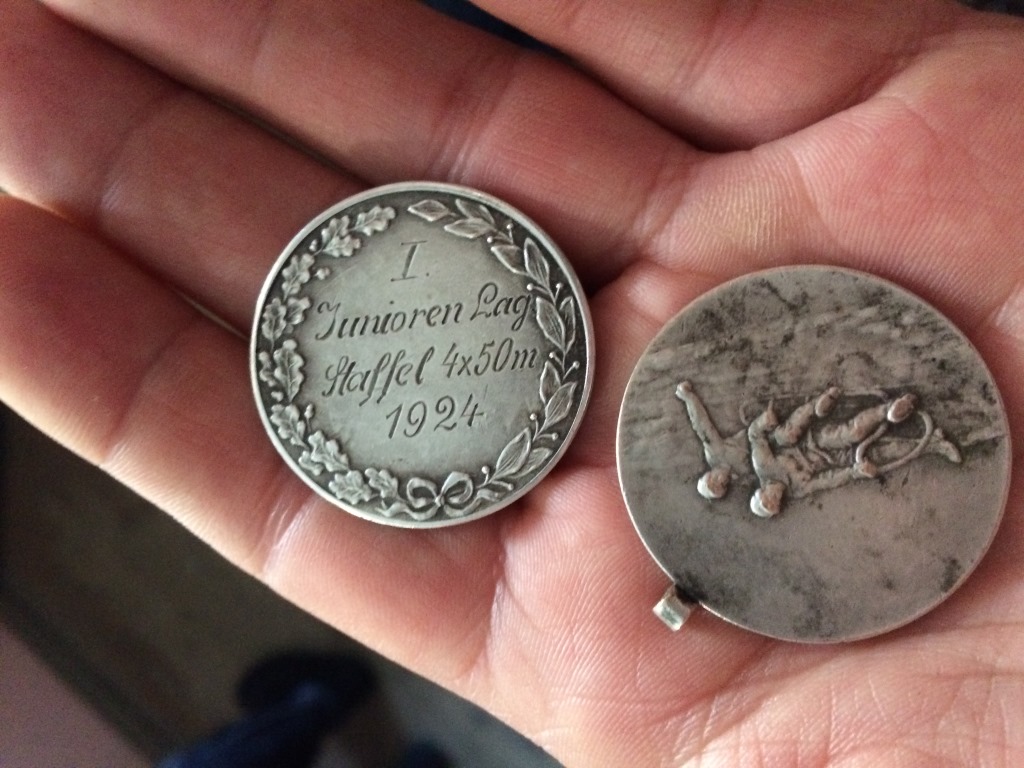 I.
Junioren Lag
Staffel 4x50m
1924